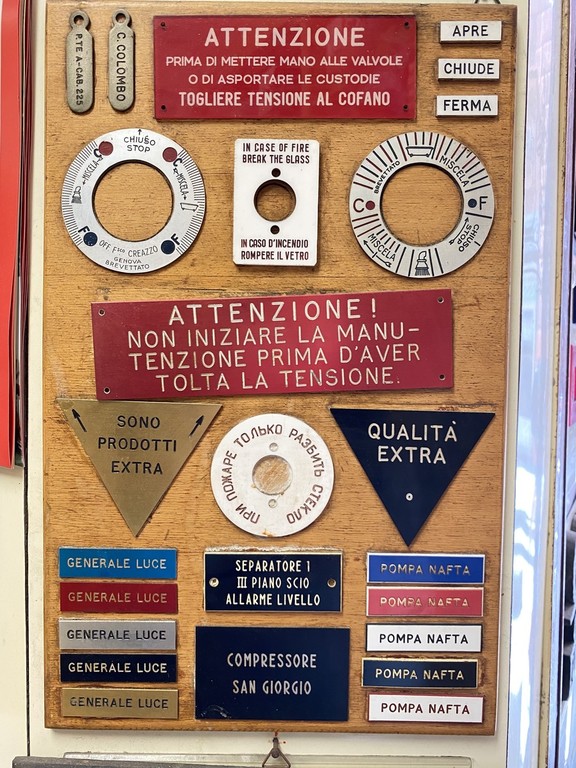 P.TE A-CAB. 225
C. COLOMBO
ATTENZIONE
PRIMA DI METTERE MANO ALLE VALVOLE
O DI ASPORTARE LE CUSTODIE
TOGLIERE TENSIONE AL COFANO
APRE
CHIUDE
FERMA
CHIUSO
STOP
C
C
MISCELA
MISCELA
F
F
OFF FSCO CREAZZO
GENOVA
BREVETTATO
IN CASE OF FIRE
BREAK THE GLASS
IN CASO D'INCENDIO
ROMPERE IL VETRO
BREVETTATO
MISCELA
C
F
MISCELA
STOP
CHIUSO
ATTENZIONE!
NON INIZIARE LA MANU-
TENZIONE PRIMA D'AVER
TOLTA LA TENSIONE.
SONO
PRODOTTI
EXTRA
ПРИ ПОЖАРЕ ТОЛЬКО РАЗБИТЬ СТЕКЛО
QUALITÀ
EXTRA
GENERALE LUCE
GENERALE LUCE
GENERALE LUCE
GENERALE LUCE
GENERALE LUCE
SEPARATORE 1
III PIANO SCIO
ALLARME LIVELLO
COMPRESSORE
SAN GIORGIO
POMPA NAFTA
POMPA NAFTA
POMPA NAFTA
POMPA NAFTA
POMPA NAFTA